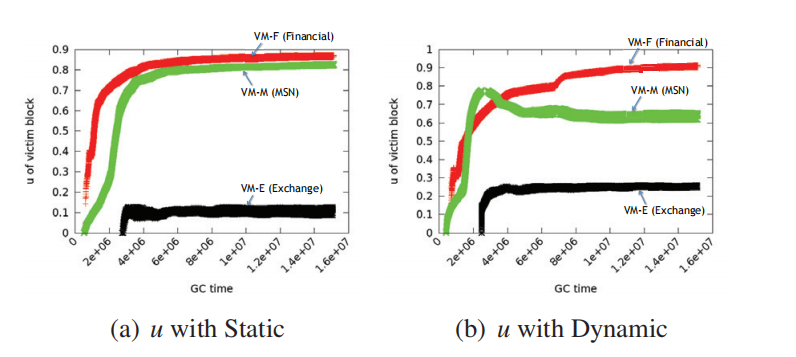 VM-F (Financial)
0.9
0.8
0.7
0.6
0.5
0.4
0.3
0.2
0.1
0
u of victim block
VM-M (MSN)
VM-E (Exchange)
0
2e+06
4e+06
6e+06
8e+06
1e+07
1.2e+07
1.4e+07
1.6e+07
GC time
(a) u with Static
VM-F (Financial)
1
0.9
0.8
0.7
0.6
0.5
0.4
0.3
0.2
0.1
0
u of victim block
VM-M (MSN)
VM-E (Exchange)
0
2e+06
4e+06
6e+06
8e+06
1e+07
1.2e+07
1.4e+07
1.6e+07
GC time
(b) u with Dynamic